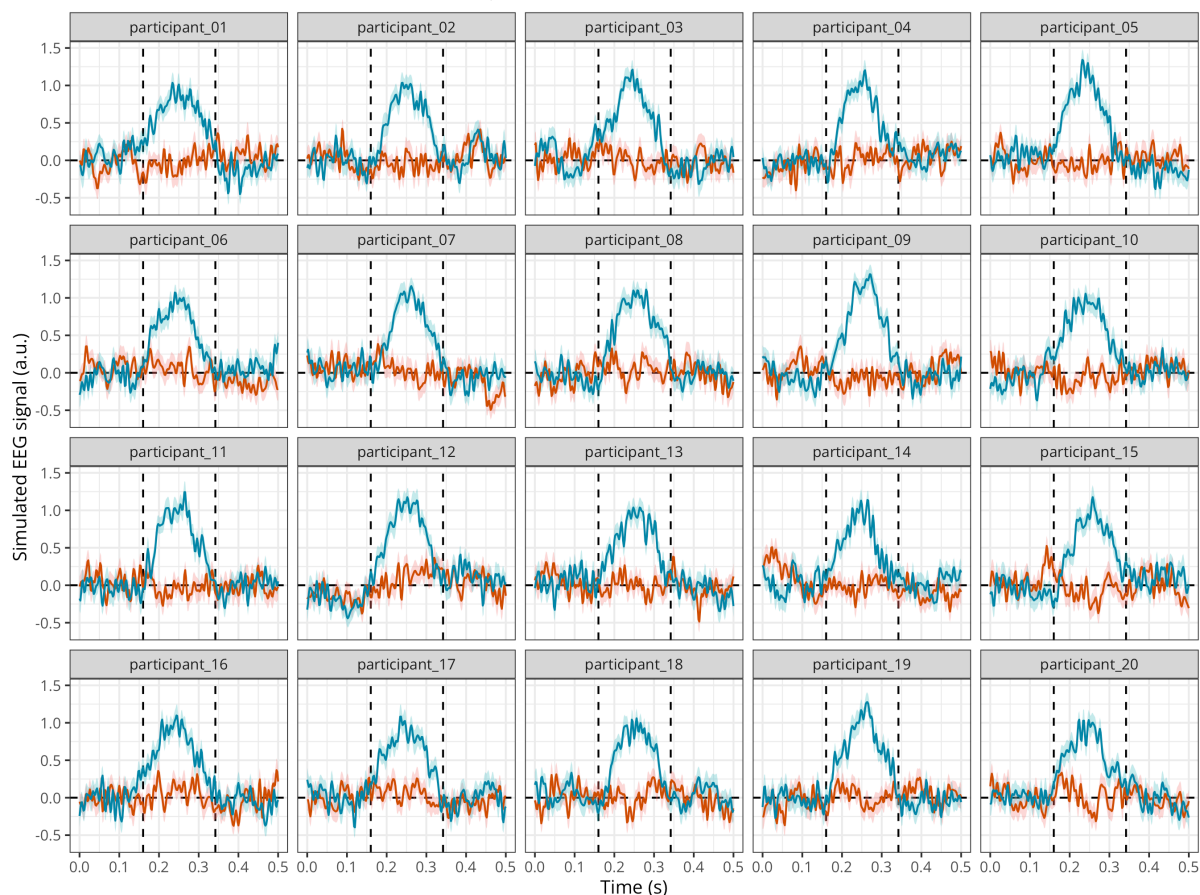 participant_01 participant_02 participant_03 participant_04 participant_05
1.5
1.0
0.5
0.0
-0.5
participant_06 participant_07 participant_08 participant_09 participant_10
1.5
1.0
0.5
0.0
-0.5
participant_11 participant_12 participant_13 participant_14 participant_15
1.5
1.0
0.5
0.0
-0.5
participant_16 participant_17 participant_18 participant_19 participant_20
1.5
1.0
0.5
0.0
-0.5
0.0 0.1 0.2 0.3 0.4 0.5 0.0 0.1 0.2 0.3 0.4 0.5 0.0 0.1 0.2 0.3 0.4 0.5 0.0 0.1 0.2 0.3 0.4 0.5 0.0 0.1 0.2 0.3 0.4 0.5
Time (s)
Simulated EEG signal (a.u.)